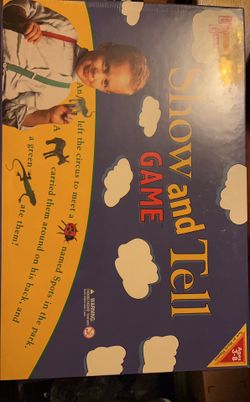 Show and Tell
GAME
An left the circus to meet a named Spots in the park.
A carried them around on his back, and
a green ate them!
WARNING:
Ages
3-8